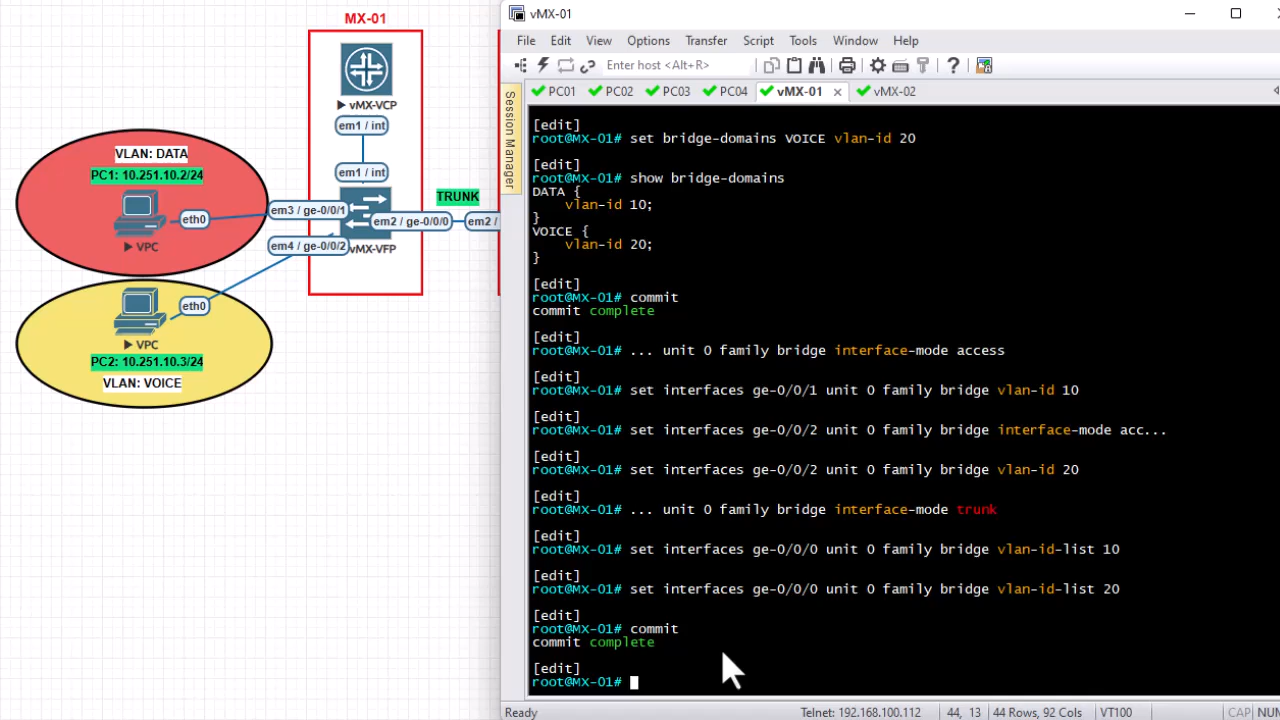 MX-01
vMX-VCP
em1 / int
em1 / int
VLAN: DATA
PC1: 10.251.10.2/24
eth0
VPC
em3 / ge-0/0/1
TRUNK
em2 / ge-0/0/0
em2 /
em4 / ge-0/0/2
vMX-VFP
eth0
VPC
PC2: 10.251.10.3/24
VLAN: VOICE
vMX-01
File Edit View Options Transfer Script Tools Window Help
Enter host <Alt+R>
Session Manager
PC01 PC02 PC03 PC04 vMX-01 vMX-02
[edit]
root@MX-01# set bridge-domains VOICE vlan-id 20
[edit]
root@MX-01# show bridge-domains
DATA {
vlan-id 10;
}
VOICE {
vlan-id 20;
}
[edit]
root@MX-01# commit
commit complete
[edit]
root@MX-01# ... unit 0 family bridge interface-mode access
[edit]
root@MX-01# set interfaces ge-0/0/1 unit 0 family bridge vlan-id 10
[edit]
root@MX-01# set interfaces ge-0/0/2 unit 0 family bridge interface-mode acc...
[edit]
root@MX-01# set interfaces ge-0/0/2 unit 0 family bridge vlan-id 20
[edit]
root@MX-01# ... unit 0 family bridge interface-mode trunk
[edit]
root@MX-01# set interfaces ge-0/0/0 unit 0 family bridge vlan-id-list 10
[edit]
root@MX-01# set interfaces ge-0/0/0 unit 0 family bridge vlan-id-list 20
[edit]
root@MX-01# commit
commit complete
[edit]
root@MX-01#
Ready Telnet: 192.168.100.112 44, 13 44 Rows, 92 Cols VT100 CAP NUM